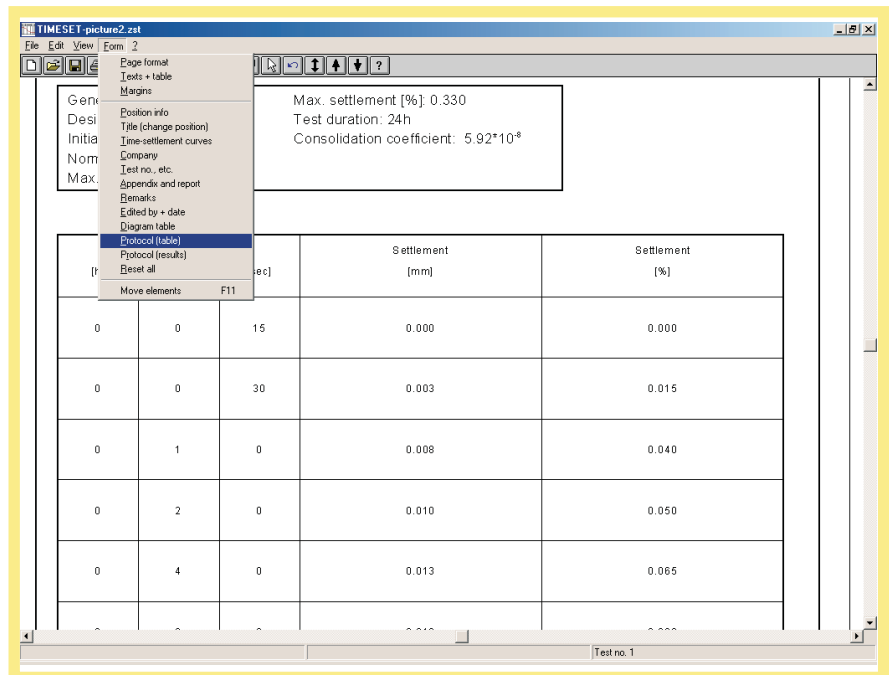 TIMESET-picture2.zst
File Edit View Form ?
Page format
Texts + table
Margins
Position info
Title (change position)
Time-settlement curves
Company
Test no., etc.
Appendix and report
Remarks
Edited by + date
Diagram table
Protocol (table)
Protocol (results)
Reset all
Move elements F11
Max. settlement [%]: 0.330
Test duration: 24h
Consolidation coefficient: 5.92*10⁻⁸
Max.
Settlement Settlement
[mm] [%]
0 0 15 0.000 0.000
0 0 30 0.003 0.015
0 1 0 0.008 0.040
0 2 0 0.010 0.050
0 4 0 0.013 0.065
Test no. 1